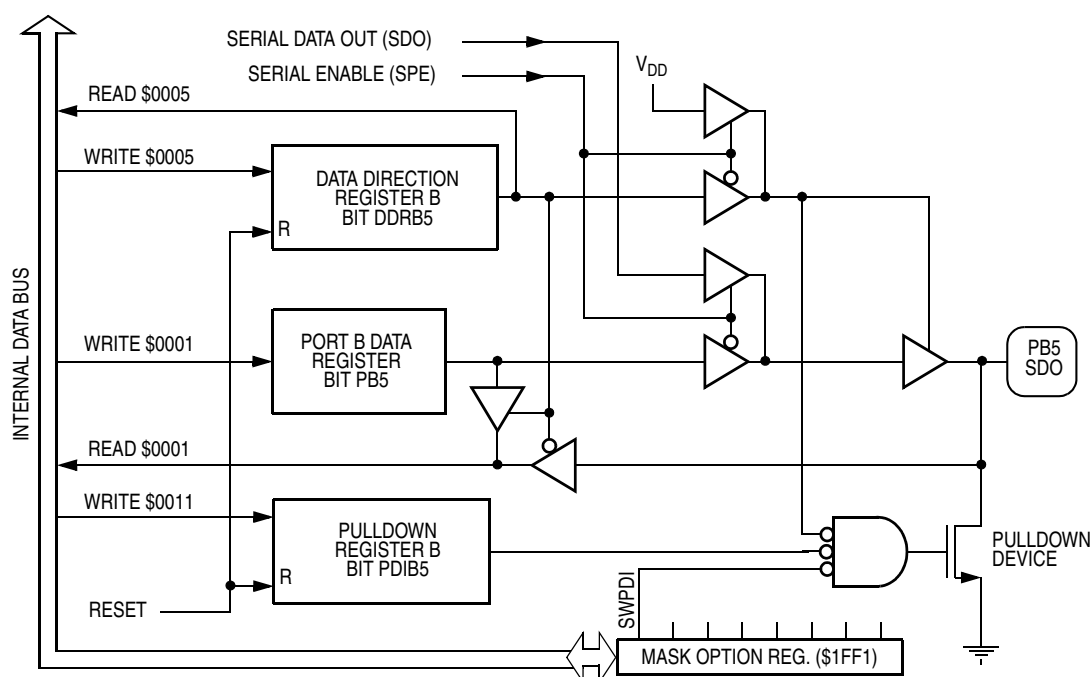 SERIAL DATA OUT (SDO)
SERIAL ENABLE (SPE)
VDD
READ $0005
WRITE $0005
DATA DIRECTION
REGISTER B
BIT DDRB5
R
INTERNAL DATA BUS
WRITE $0001
PORT B DATA
REGISTER
BIT PB5
PB5
SDO
READ $0001
WRITE $0011
PULLDOWN
REGISTER B
BIT PDIB5
R
PULLDOWN
DEVICE
RESET
SWPDI
MASK OPTION REG. ($1FF1)